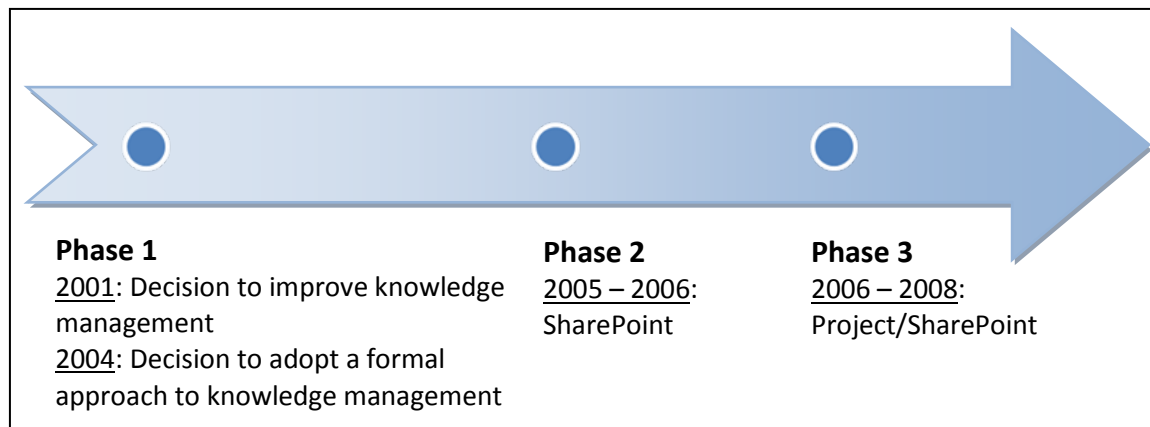 Phase 1
2001: Decision to improve knowledge
management
2004: Decision to adopt a formal
approach to knowledge management
Phase 2
2005 – 2006:
SharePoint
Phase 3
2006 – 2008:
Project/SharePoint